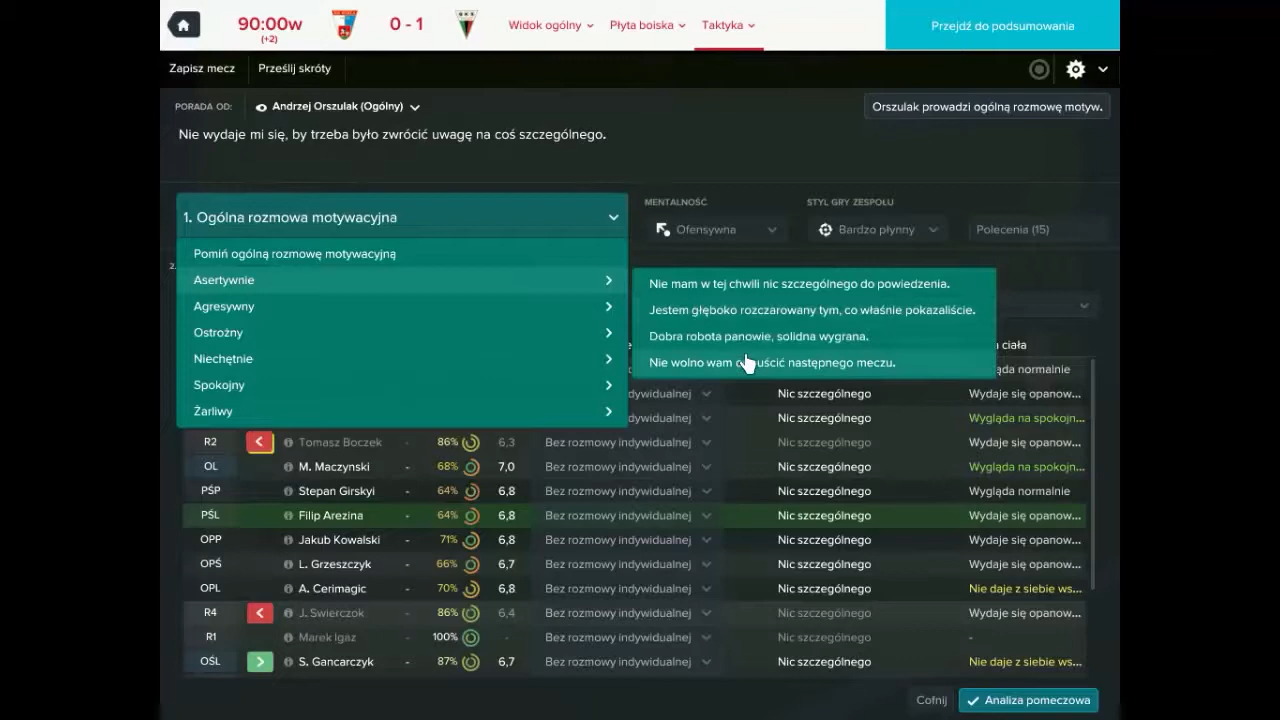 90:00w
(+2)
0 - 1
Widok ogólny
Płyta boiska
Taktyka
Przejdź do podsumowania
Zapisz mecz
Prześlij skróty
PORADA OD:
Andrzej Orszulak (Ogólny)
Orszulak prowadzi ogólną rozmowę motyw.
Nie wydaje mi się, by trzeba było zwrócić uwagę na coś szczególnego.
MENTALNOŚĆ
STYL GRY ZESPOŁU
1. Ogólna rozmowa motywacyjna
Ofensywna
Bardzo płynny
Polecenia (15)
Pomiń ogólną rozmowę motywacyjną
2.
Asertywnie
Nie mam w tej chwili nic szczególnego do powiedzenia.
Agresywny
Jestem głęboko rozczarowany tym, co właśnie pokazaliście.
Ostrożny
Dobra robota panowie, solidna wygrana.
ciała
Niechętnie
Nie wolno wam uścić następnego meczu.
gląda normalnie
Spokojny
indywidualnej
Nic szczególnego
Wydaje się opanow...
Żarliwy
indywidualnej
Nic szczególnego
Wygląda na spokojn...
R2
Tomasz Boczek - 86% 6,3 Bez rozmowy indywidualnej Nic szczególnego Wydaje się opanow...
OL M. Maczynski - 68% 7,0 Bez rozmowy indywidualnej Nic szczególnego Wygląda na spokojn...
PŚP Stepan Girskyi - 64% 6,8 Bez rozmowy indywidualnej Nic szczególnego Wygląda normalnie
PŚL Filip Arezina - 64% 6,8 Bez rozmowy indywidualnej Nic szczególnego Wydaje się opanow...
OPP Jakub Kowalski - 71% 6,8 Bez rozmowy indywidualnej Nic szczególnego Wydaje się opanow...
OPŚ L. Grzeszczyk - 66% 6,7 Bez rozmowy indywidualnej Nic szczególnego Wydaje się opanow...
OPL A. Cerimagic - 70% 6,8 Bez rozmowy indywidualnej Nic szczególnego Nie daje z siebie ws...
R4 J. Swierczok - 86% 6,4 Bez rozmowy indywidualnej Nic szczególnego Wydaje się opanow...
R1 Marek Igaz - 100% - Bez rozmowy indywidualnej Nic szczególnego -
OŚL S. Gancarczyk - 87% 6,7 Bez rozmowy indywidualnej Nic szczególnego Nie daje z siebie ws...
Cofnij
Analiza pomeczowa